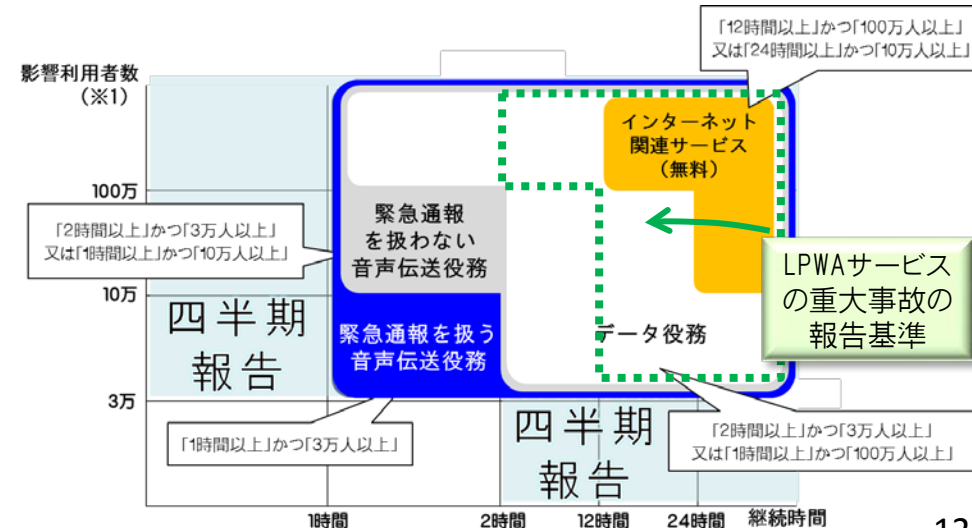 「12時間以上」かつ「100万人以上」
又は「24時間以上」かつ「10万人以上」
影響利用者数
（※1）
インターネット
関連サービス
（無料）
100万
「2時間以上」かつ「3万人以上」
又は「1時間以上」かつ「10万人以上」
緊急通報
を扱わない
音声伝送役務
LPWAサービス
の重大事故の
報告基準
10万
四半期
報告
緊急通報を扱う
音声伝送役務
データ役務
3万
「1時間以上」かつ「3万人以上」
四半期
報告
「2時間以上」かつ「3万人以上」
又は「1時間以上」かつ「100万人以上」
1時間
2時間
12時間
24時間
継続時間